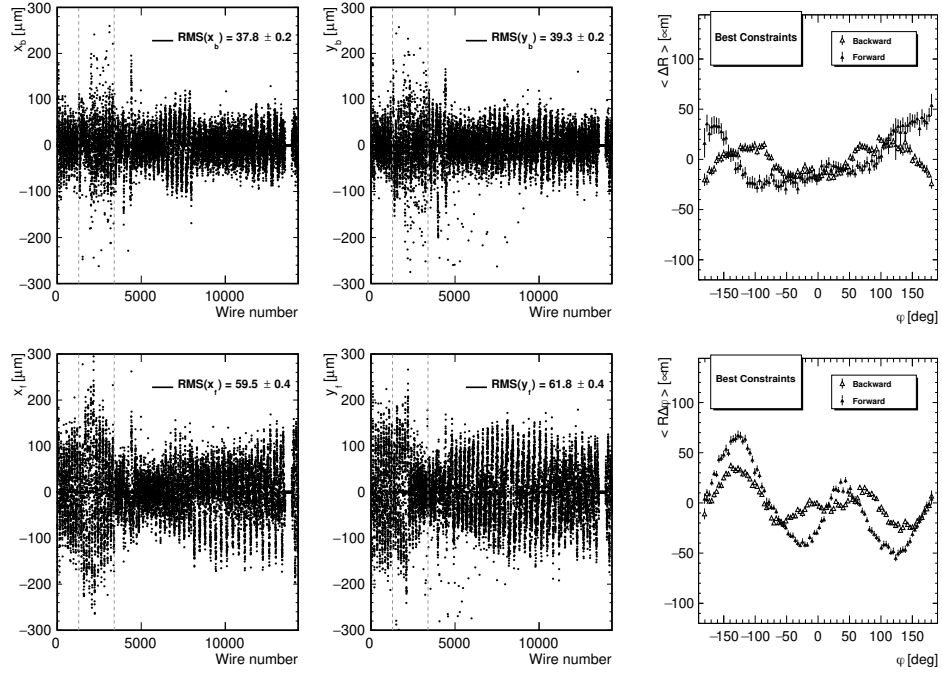 x_b [μm]
300
200
100
0
−100
−200
−300
RMS(x_b) = 37.8 ± 0.2
0 5000 10000
Wire number
y_b [μm]
300
200
100
0
−100
−200
−300
RMS(y_b) = 39.3 ± 0.2
0 5000 10000
Wire number
< ΔR > [∝m]
100
50
0
−50
−100
Best Constraints
Backward
Forward
−150 −100 −50 0 50 100 150
φ [deg]
x_f [μm]
300
200
100
0
−100
−200
−300
RMS(x_f) = 59.5 ± 0.4
0 5000 10000
Wire number
y_f [μm]
300
200
100
0
−100
−200
−300
RMS(y_f) = 61.8 ± 0.4
0 5000 10000
Wire number
< RΔφ > [∝m]
100
50
0
−50
−100
Best Constraints
Backward
Forward
−150 −100 −50 0 50 100 150
φ [deg]